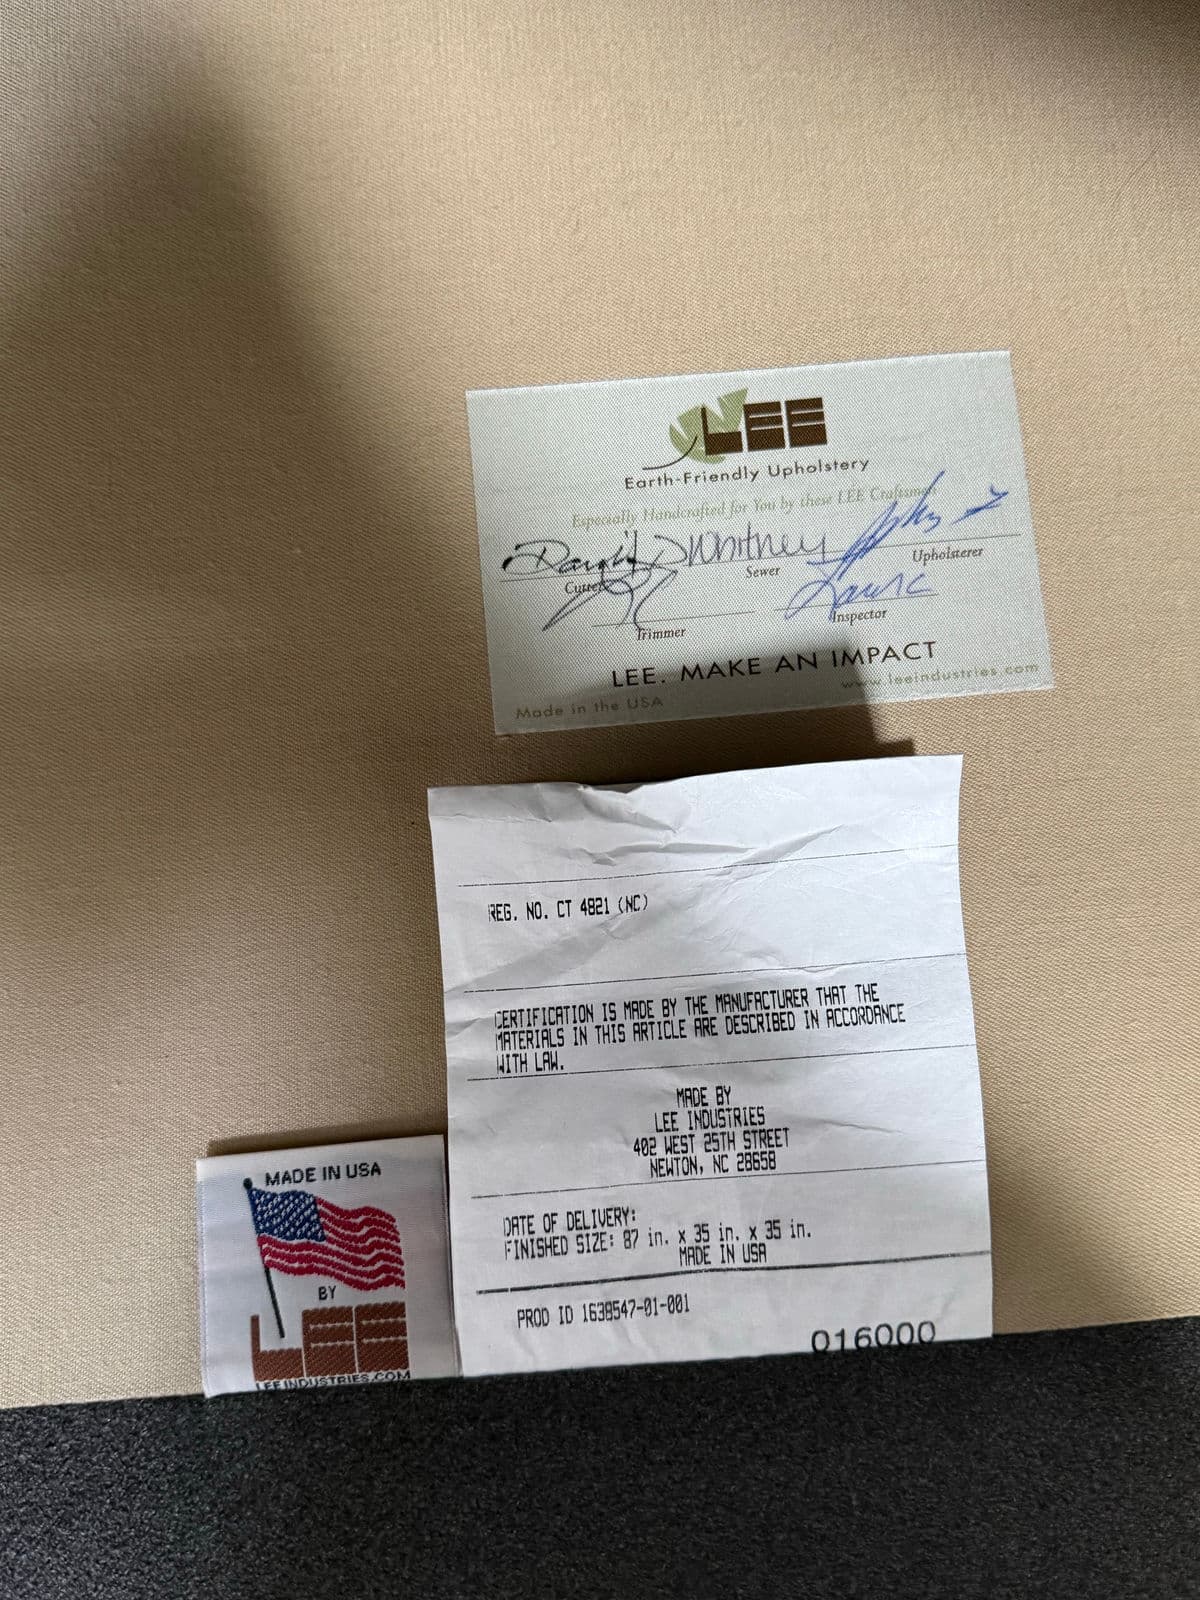 LEE
Earth-Friendly Upholstery
Especially Handcrafted for You by these LEE Craftsmen
Whitney
Cutter
Sewer
Upholsterer
Laura
Trimmer
Inspector
LEE. MAKE AN IMPACT
www.leeindustries.com
Made in the USA
REG. NO. CT 4821 (NC)
CERTIFICATION IS MADE BY THE MANUFACTURER THAT THE
MATERIALS IN THIS ARTICLE ARE DESCRIBED IN ACCORDANCE
WITH LAW.
MADE BY
LEE INDUSTRIES
402 WEST 25TH STREET
NEWTON, NC 28658
DATE OF DELIVERY:
FINISHED SIZE: 87 in. x 35 in. x 35 in.
MADE IN USA
PROD ID 1638547-01-001
016000
MADE IN USA
BY
LEE
LEEINDUSTRIES.COM